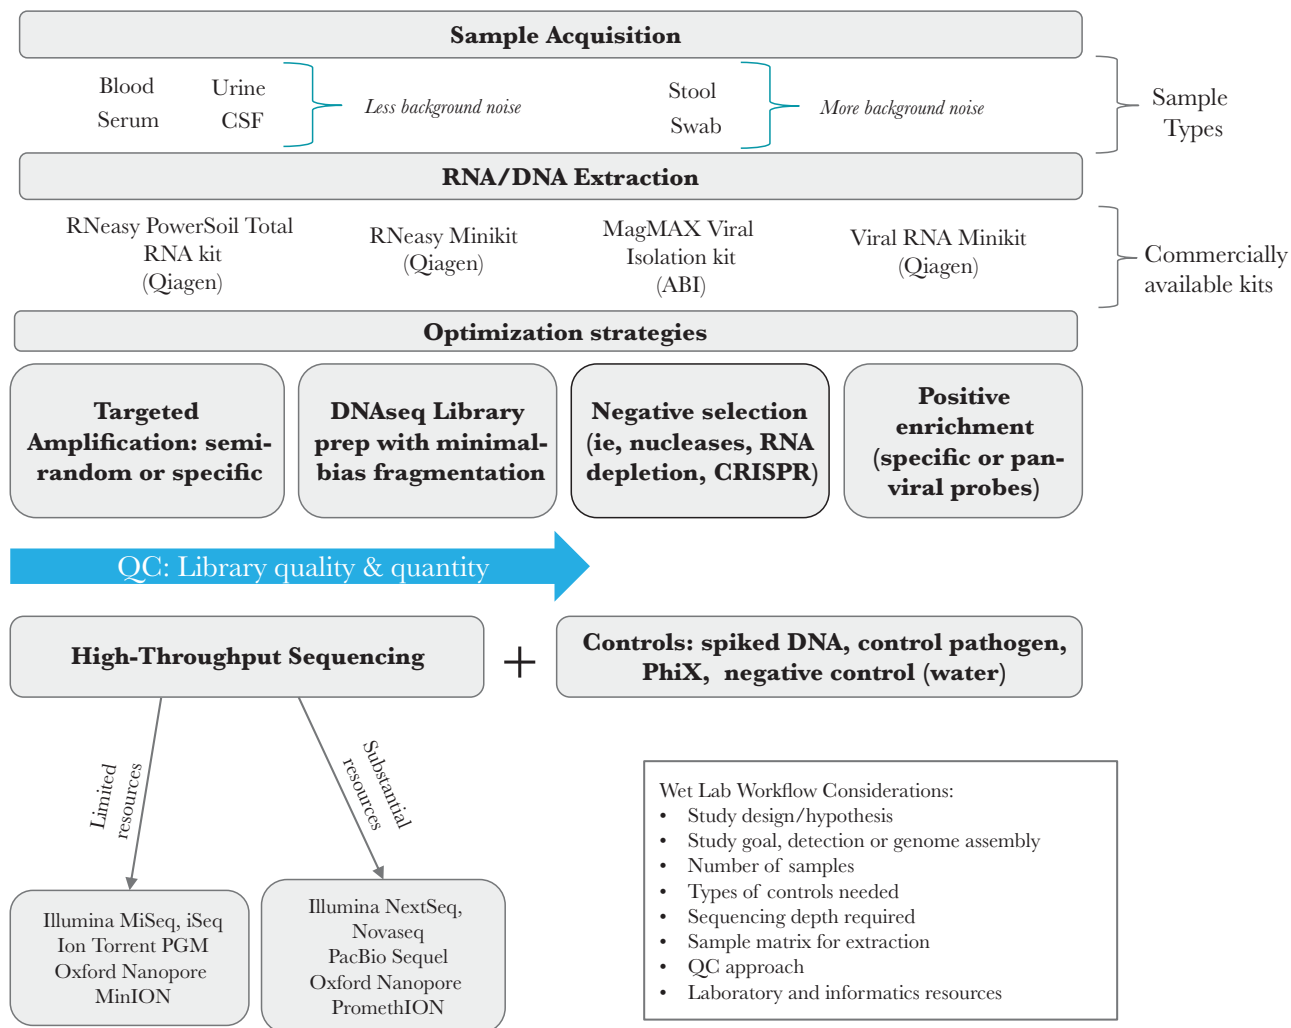 Sample Acquisition
Blood
Urine
Serum
CSF
Less background noise
Stool
Swab
More background noise
Sample
Types
RNA/DNA Extraction
RNeasy PowerSoil Total
RNA kit
(Qiagen)
RNeasy Minikit
(Qiagen)
MagMAX Viral
Isolation kit
(ABI)
Viral RNA Minikit
(Qiagen)
Commercially
available kits
Optimization strategies
Targeted
Amplification: semi-
random or specific
DNAseq Library
prep with minimal-
bias fragmentation
Negative selection
(ie, nucleases, RNA
depletion, CRISPR)
Positive
enrichment
(specific or pan-
viral probes)
QC: Library quality & quantity
High-Throughput Sequencing
+
Controls: spiked DNA, control pathogen,
PhiX, negative control (water)
Limited
resources
Substantial
resources
Illumina MiSeq, iSeq
Ion Torrent PGM
Oxford Nanopore
MinION
Illumina NextSeq,
Novaseq
PacBio Sequel
Oxford Nanopore
PromethION
Wet Lab Workflow Considerations:
• Study design/hypothesis
• Study goal, detection or genome assembly
• Number of samples
• Types of controls needed
• Sequencing depth required
• Sample matrix for extraction
• QC approach
• Laboratory and informatics resources